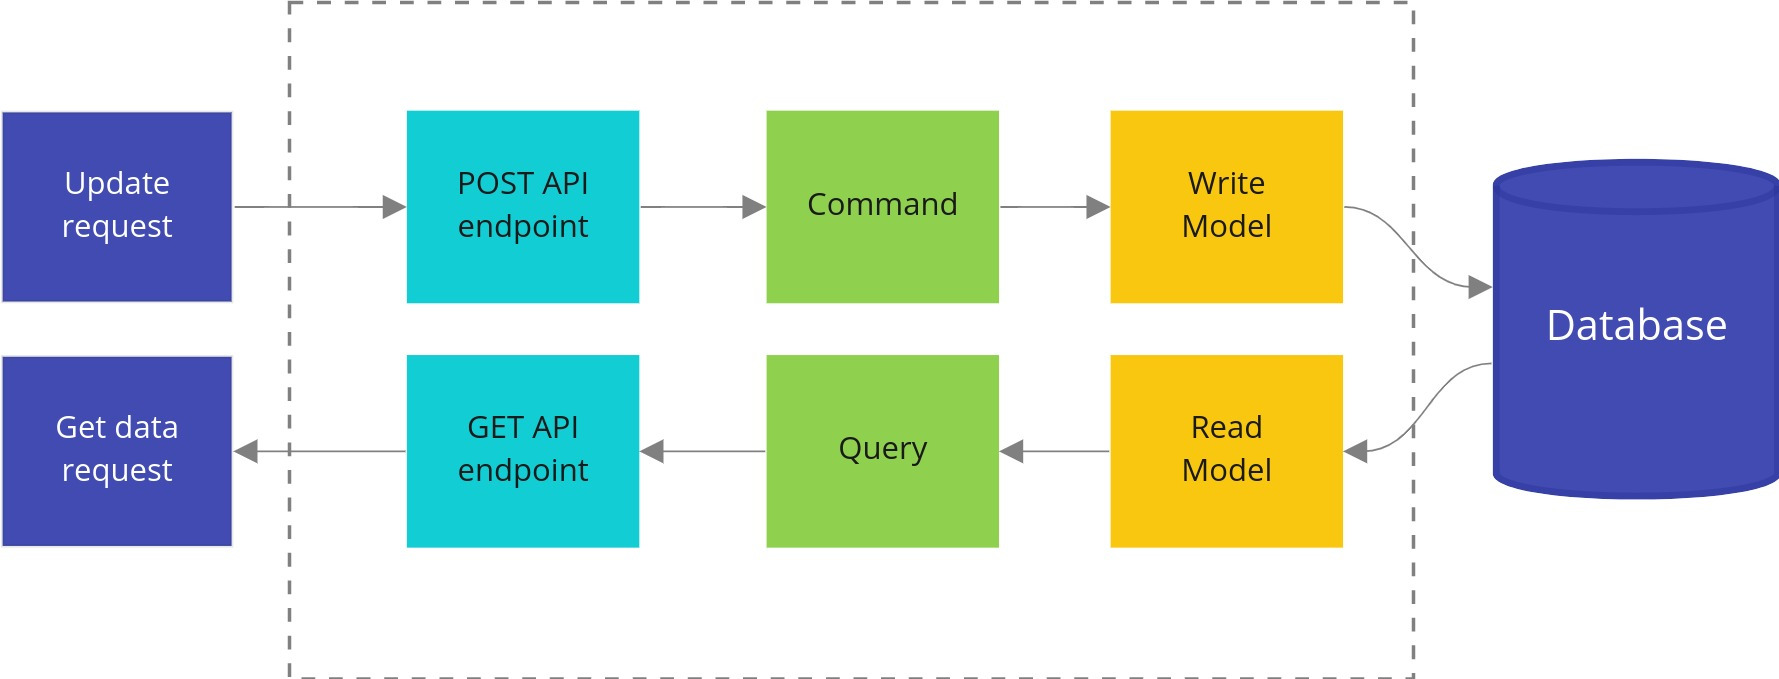 Update
request
POST API
endpoint
Command
Write
Model
Database
Get data
request
GET API
endpoint
Query
Read
Model